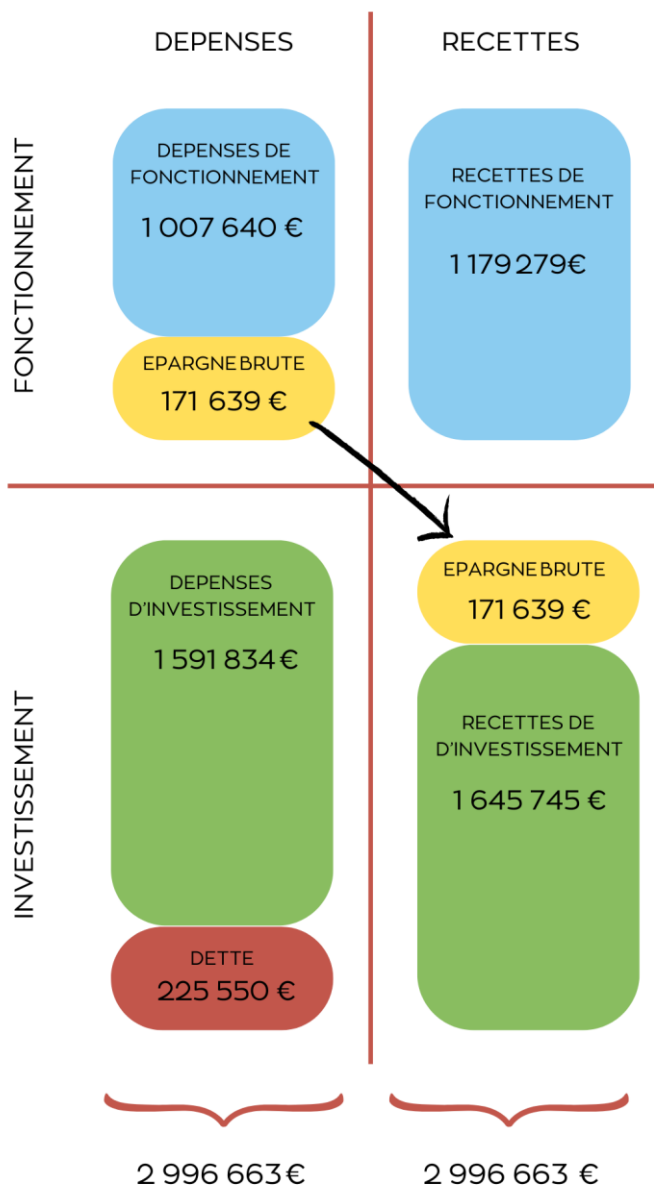 DEPENSES
RECETTES
FONCTIONNEMENT
DEPENSES DE
FONCTIONNEMENT
1 007 640 €
RECETTES DE
FONCTIONNEMENT
1 179 279€
EPARGNE BRUTE
171 639 €
INVESTISSEMENT
DEPENSES
D'INVESTISSEMENT
1 591 834 €
EPARGNE BRUTE
171 639 €
RECETTES DE
D'INVESTISSEMENT
1 645 745 €
DETTE
225 550 €
2 996 663 €
2 996 663 €